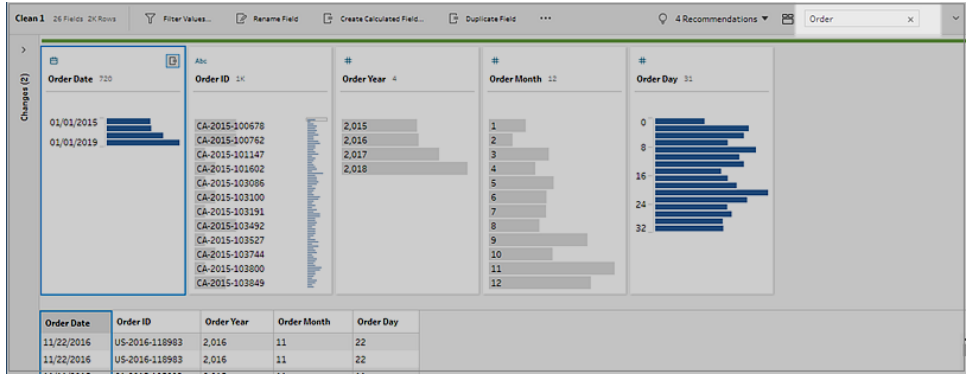 Clean 1 26 Fields 2K Rows Filter Values... Rename Field Create Calculated Field... Duplicate Field ... 4 Recommendations Order ×
Changes (2)
Order Date 720
01/01/2015
01/01/2019
Abc
Order ID 1K
CA-2015-100678
CA-2015-100762
CA-2015-101147
CA-2015-101602
CA-2015-103086
CA-2015-103100
CA-2015-103191
CA-2015-103492
CA-2015-103527
CA-2015-103744
CA-2015-103800
CA-2015-103849
#
Order Year 4
2,015
2,016
2,017
2,018
#
Order Month 12
1
2
3
4
5
6
7
8
9
10
11
12
#
Order Day 31
0
8
16
24
32
Order Date Order ID Order Year Order Month Order Day
11/22/2016 US-2016-118983 2,016 11 22
11/22/2016 US-2016-118983 2,016 11 22